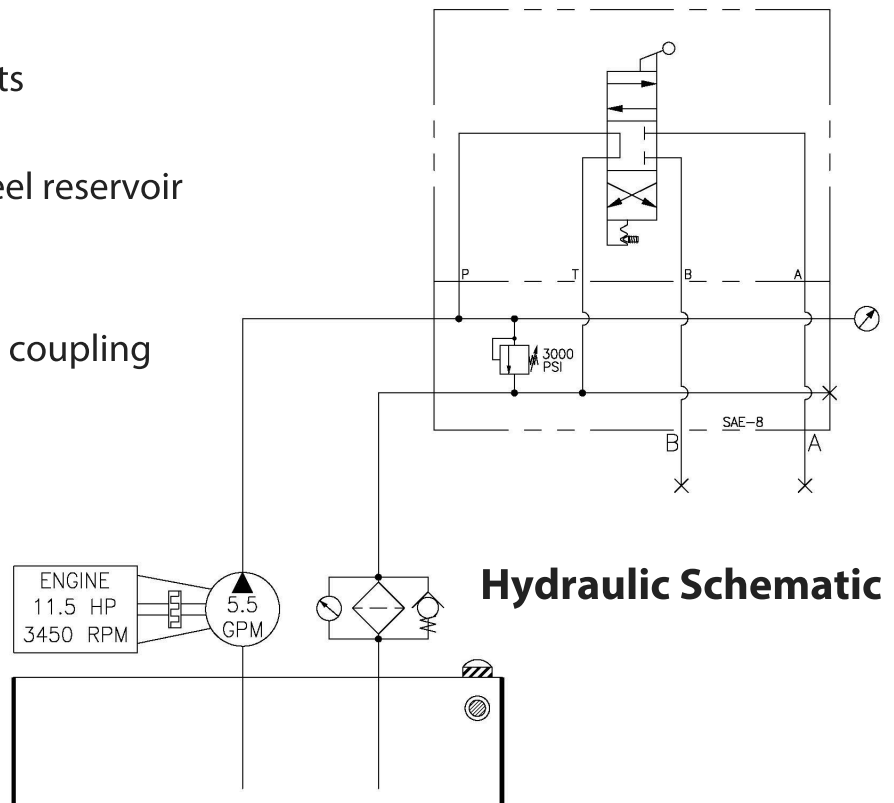 ts
eel reservoir
coupling
P
T
B
A
3000
PSI
SAE-8
B
A
Hydraulic Schematic
ENGINE
11.5 HP
3450 RPM
5.5
GPM